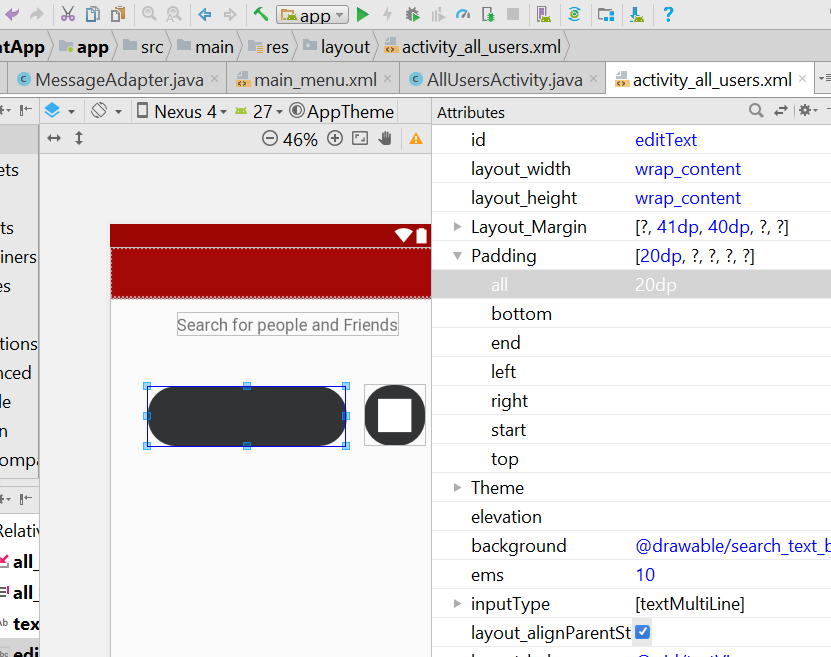 app
atApp app src main res layout activity_all_users.xml
MessageAdapter.java main_menu.xml AllUsersActivity.java activity_all_users.xml
Nexus 4 27 AppTheme
Attributes
46%
id editText
layout_width wrap_content
layout_height wrap_content
Layout_Margin [?, 41dp, 40dp, ?, ?]
Padding [20dp, ?, ?, ?, ?]
all 20dp
bottom
end
left
right
start
top
Theme
elevation
background @drawable/search_text_b
ems 10
inputType [textMultiLine]
layout_alignParentSt
Search for people and Friends
ets
ts
iners
es
tions
nced
le
n
compa
Relativ
all_
all_
tex
edi